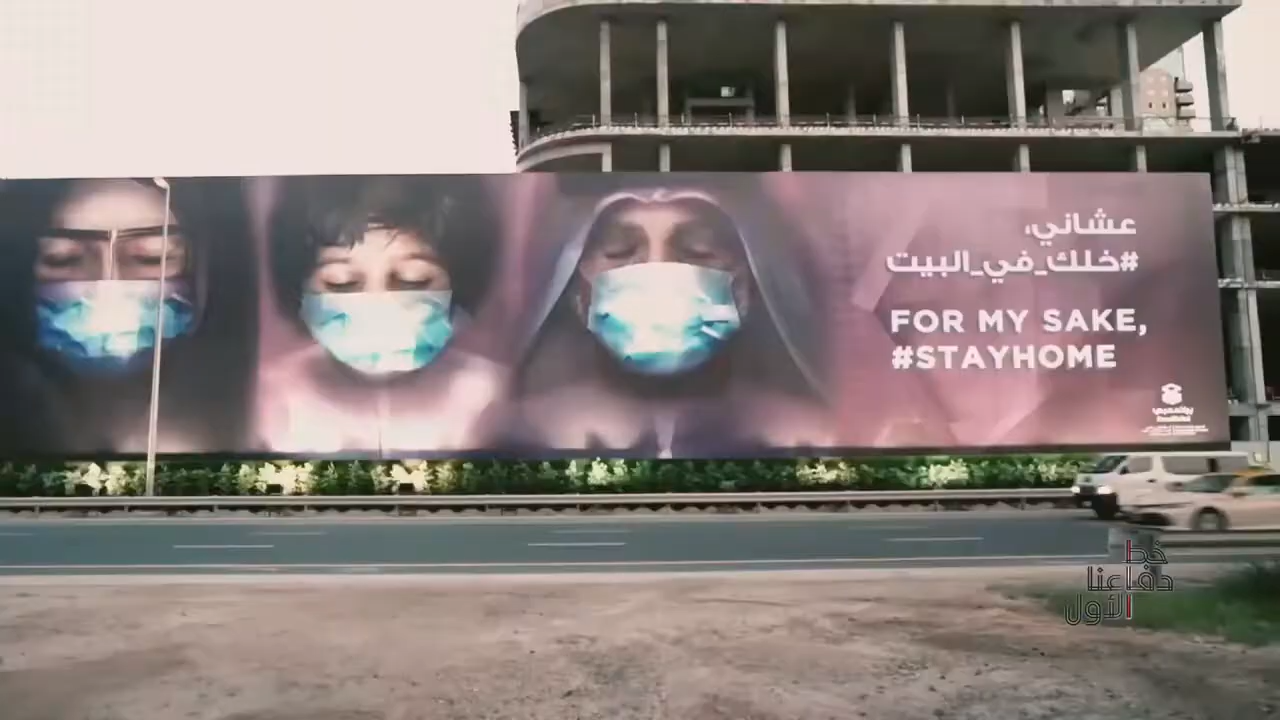 عشاني،
#خلك_في_البيت
FOR MY SAKE,
#STAYHOME
خط
دفاعنا
الأول